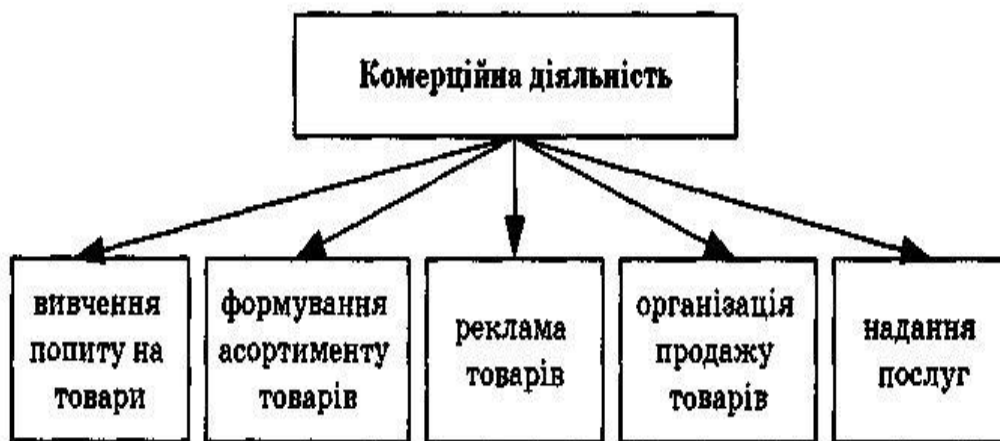 Комерційна діяльність
вивчення
попиту на
товари
формування
асортименту
товарів
реклама
товарів
організація
продажу
товарів
надання
послуг